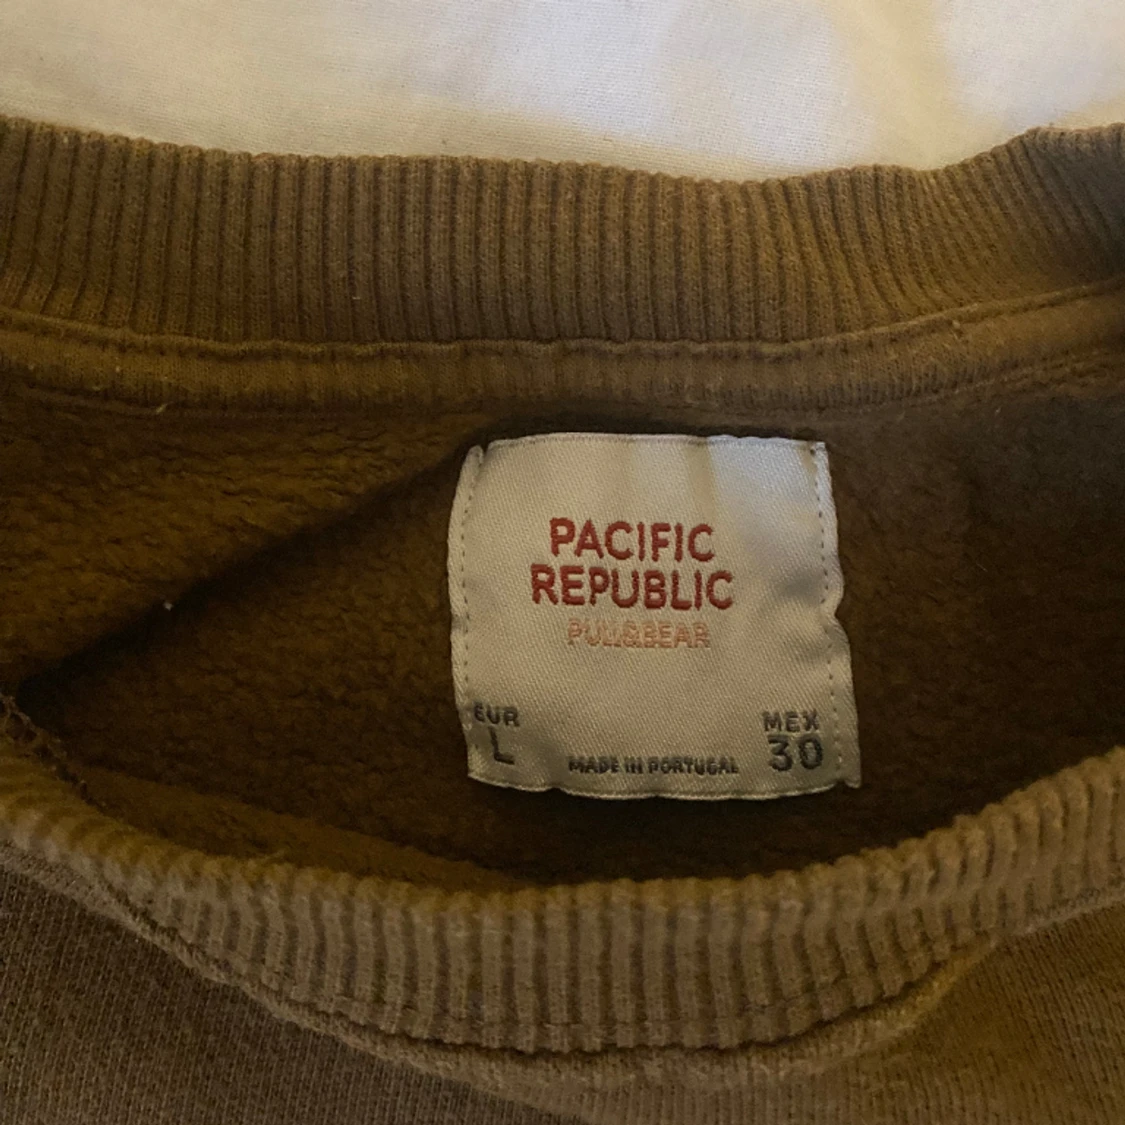 PACIFIC
REPUBLIC
PULL&BEAR
EUR MEX
L MADE IN PORTUGAL 30